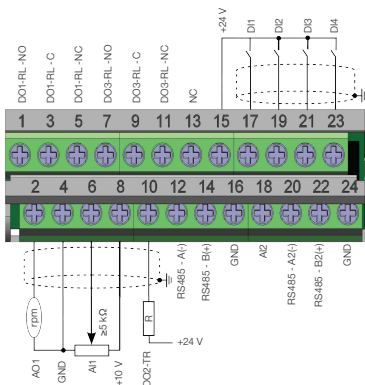 DO1-RL -NO
DO1-RL - C
DO1-RL -NC
DO3-RL -NO
DO3-RL - C
DO3-RL -NC
NC
+24 V
DI1
DI2
DI3
DI4
1 3 5 7 9 11 13 15 17 19 21 23
2 4 6 8 10 12 14 16 18 20 22 24
rpm
≥5 kΩ
R
+24 V
AO1
GND
AI1
+10 V
DO2-TR
RS485 - A(-)
RS485 - B(+)
GND
AI2
RS485 - A2(-)
RS485 - B2(+)
GND